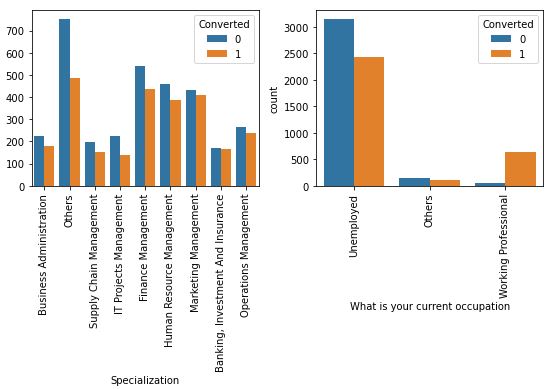 Converted
0
1
700
600
500
400
300
200
100
0
Business Administration
Others
Supply Chain Management
IT Projects Management
Finance Management
Human Resource Management
Marketing Management
Banking, Investment And Insurance
Operations Management
Specialization
Converted
0
1
count
3000
2500
2000
1500
1000
500
0
Unemployed
Others
Working Professional
What is your current occupation